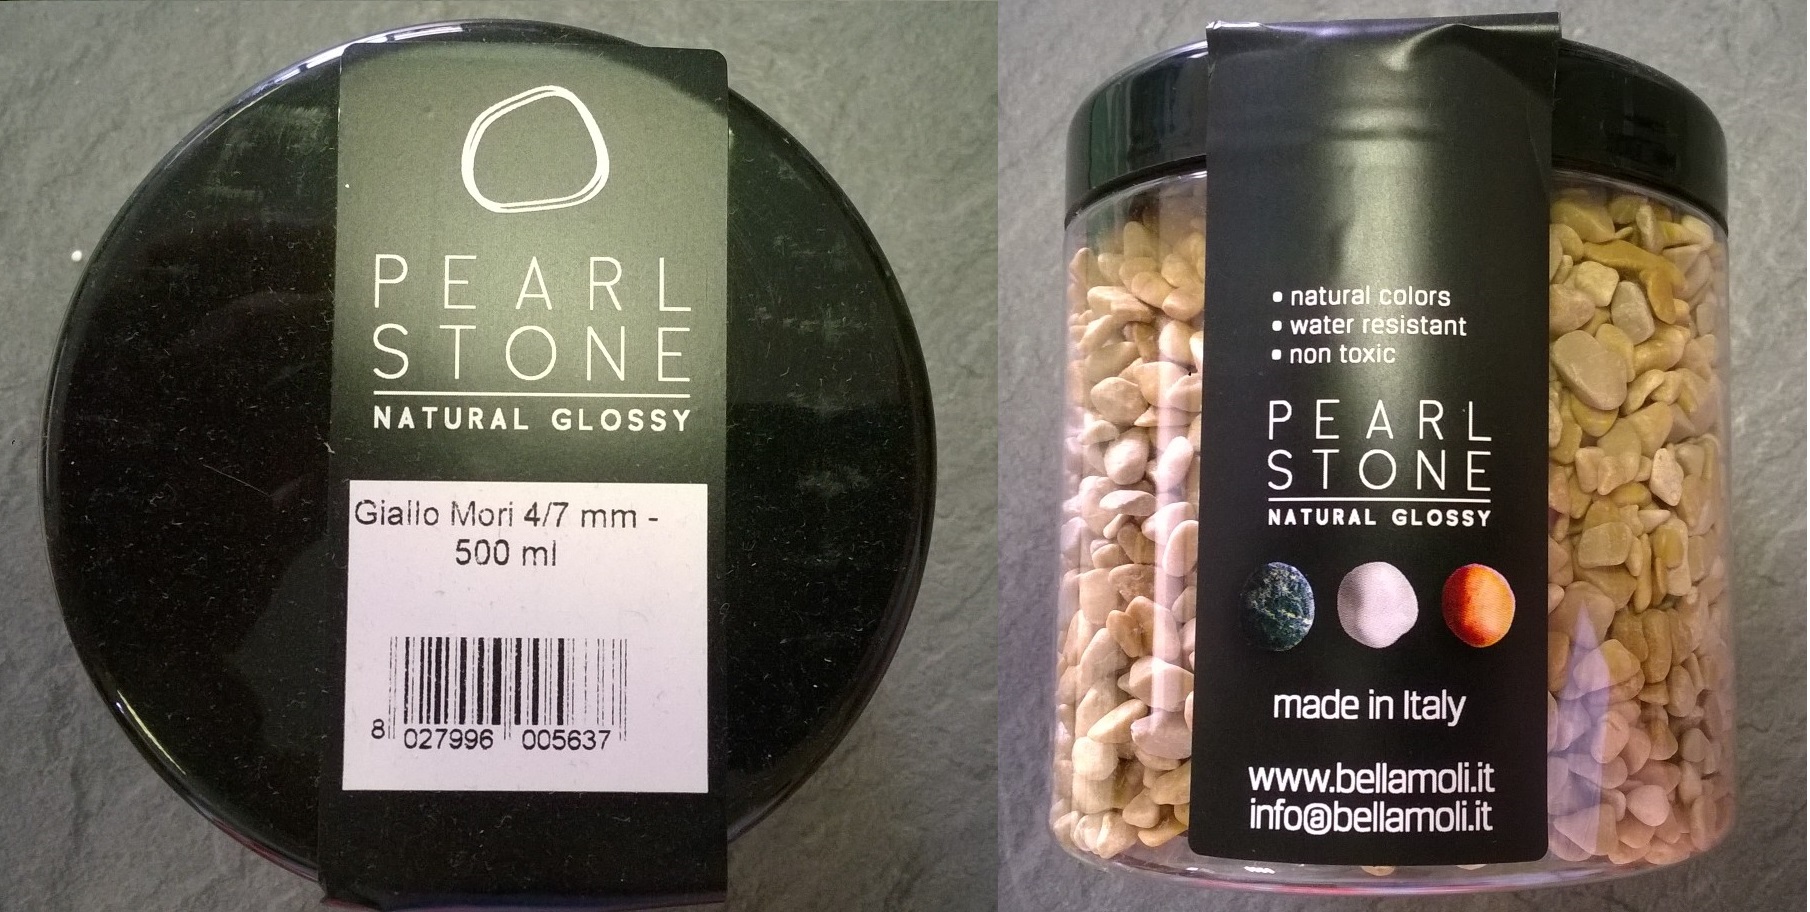 PEARL
STONE
NATURAL GLOSSY
Giallo Mori 4/7 mm -
500 ml
8 027996 005637
• natural colors
• water resistant
• non toxic
PEARL
STONE
NATURAL GLOSSY
made in Italy
www.bellamoli.it
info@bellamoli.it